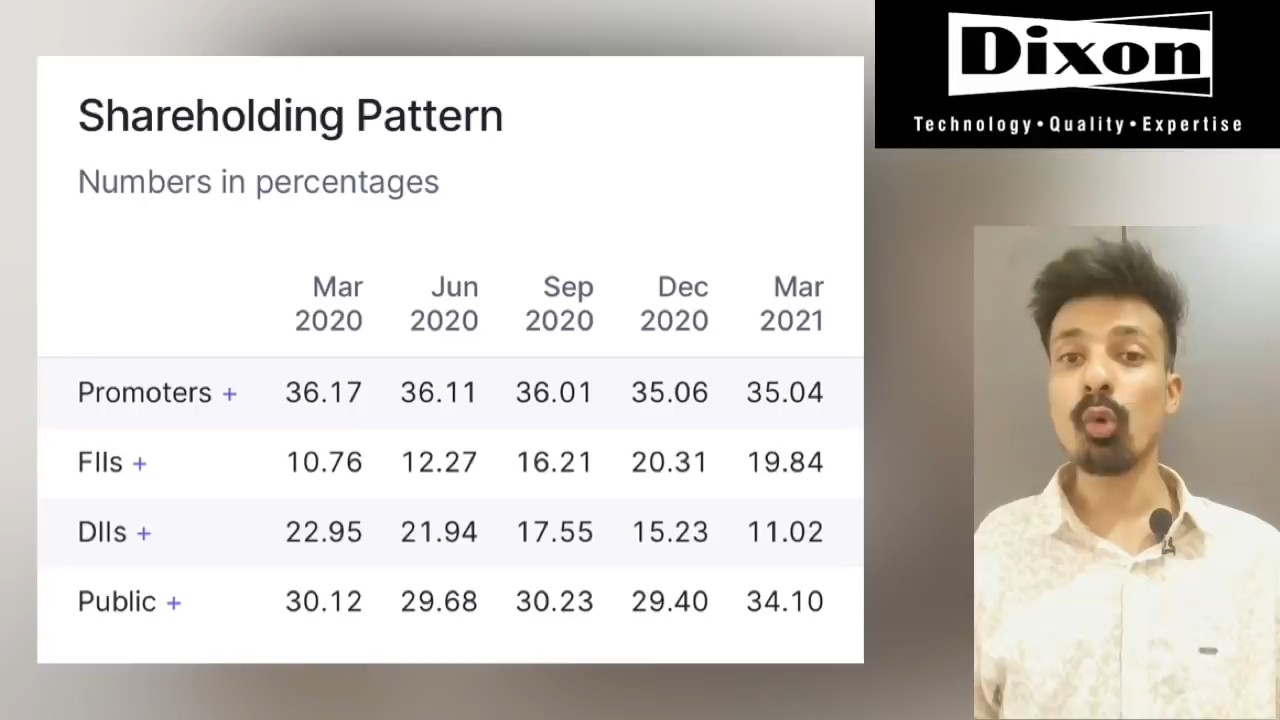 Dixon
Technology • Quality • Expertise
Shareholding Pattern
Numbers in percentages
Mar 2020 Jun 2020 Sep 2020 Dec 2020 Mar 2021
Promoters + 36.17 36.11 36.01 35.06 35.04
FIIs + 10.76 12.27 16.21 20.31 19.84
DIIs + 22.95 21.94 17.55 15.23 11.02
Public + 30.12 29.68 30.23 29.40 34.10